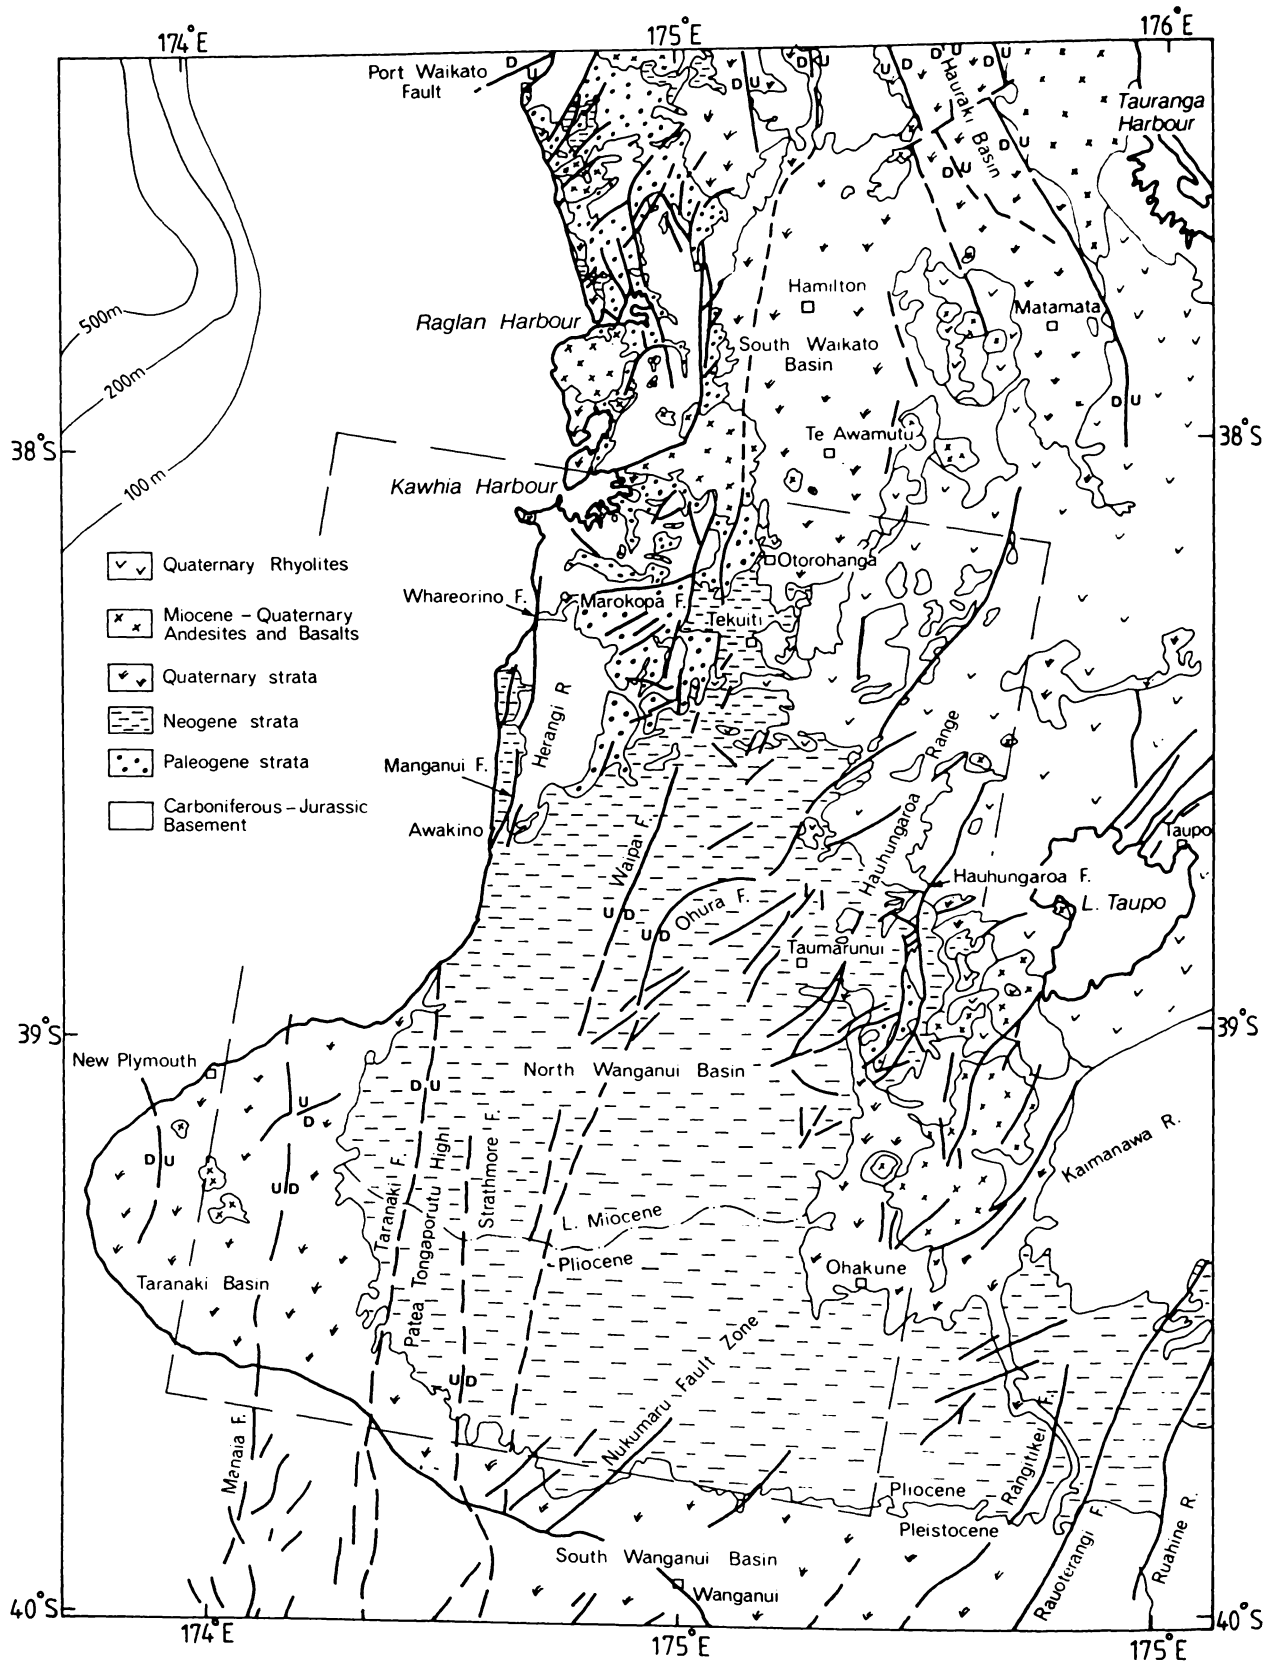 174°E
175°E
176°E
Port Waikato
Fault
D
U
D U
D U
U D
D U
D U
Hauraki Basin
Tauranga
Harbour
D U
D U
Hamilton
Matamata
500m
Raglan Harbour
South Waikato
Basin
200m
D U
38°S
38°S
Te Awamutu
100 m
Kawhia Harbour
Otorohanga
Quaternary Rhyolites
Whareorino F.
Marokopa F.
Miocene – Quaternary
Andesites and Basalts
Tekuiti
Quaternary strata
Herangi R
Neogene strata
Hauhungaroa Range
Paleogene strata
Manganui F.
Carboniferous – Jurassic
Basement
Awakino
Taupo
Waipa F.
Hauhungaroa F.
L. Taupo
U D
Ohura F.
U D
Taumarunui
39°S
39°S
New Plymouth
North Wanganui Basin
D U
U
D
Strathmore F.
Kaimanawa R.
D U
Patea Tongaporutu High
U D
Taranaki F.
L. Miocene
Pliocene
Ohakune
Taranaki Basin
Nukumaru Fault Zone
U D
Manaia F.
Rangitikei F.
Pliocene
Pleistocene
Rauoterangi F.
Ruahine R.
South Wanganui Basin
Wanganui
40°S
40°S
174°E
175°E
175°E